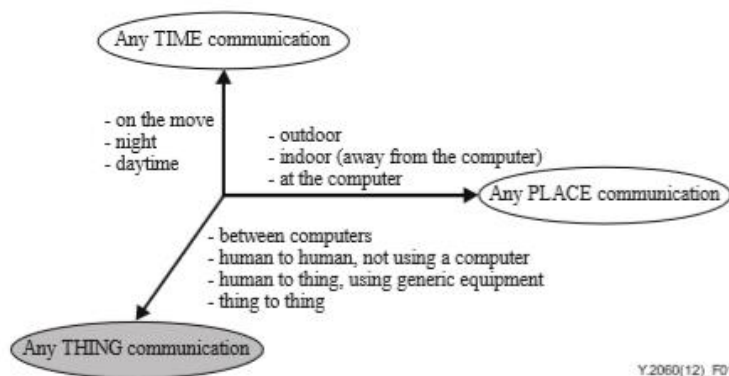 Any TIME communication
- on the move
- night
- daytime
- outdoor
- indoor (away from the computer)
- at the computer
Any PLACE communication
- between computers
- human to human, not using a computer
- human to thing, using generic equipment
- thing to thing
Any THING communication
Y.2060(12)_F01